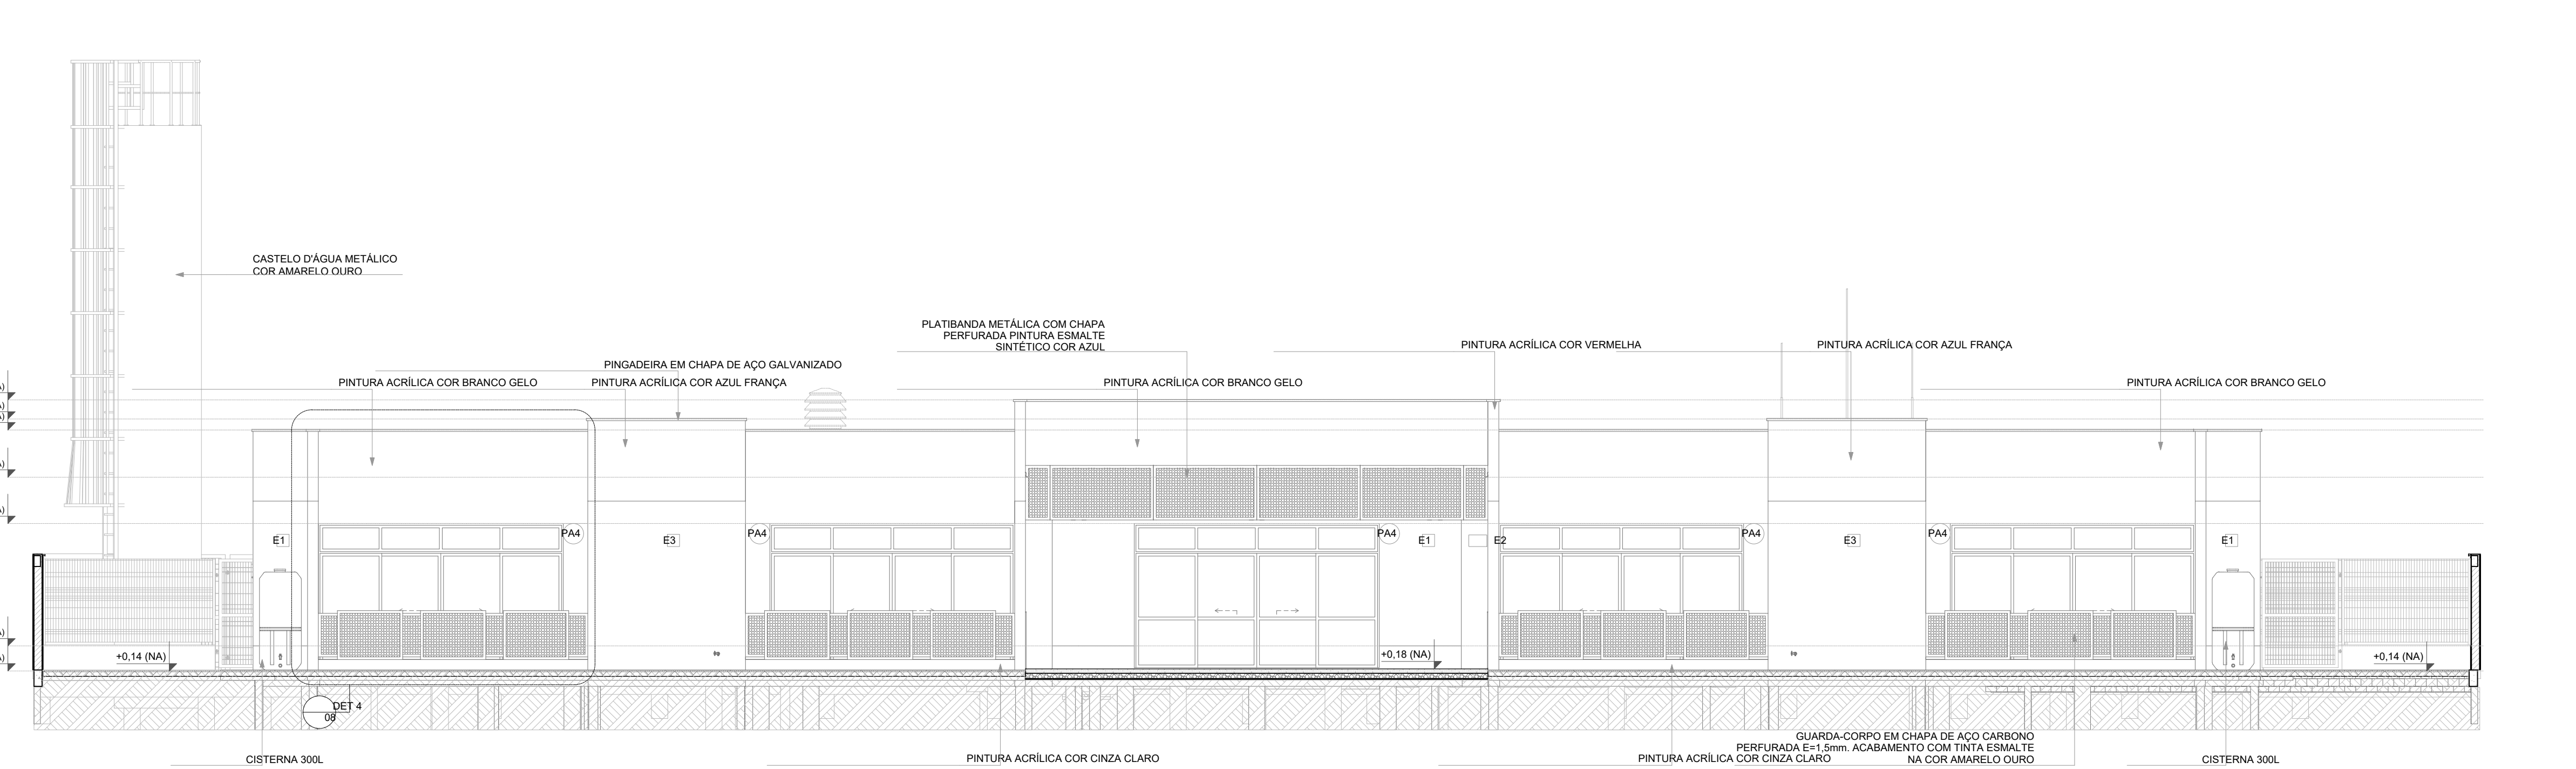 CASTELO D'ÁGUA METÁLICO
COR AMARELO OURO
PLATIBANDA METÁLICA COM CHAPA
PERFURADA PINTURA ESMALTE
SINTÉTICO COR AZUL
PINTURA ACRÍLICA COR VERMELHA
PINTURA ACRÍLICA COR AZUL FRANÇA
PINGADEIRA EM CHAPA DE AÇO GALVANIZADO
PINTURA ACRÍLICA COR BRANCO GELO
PINTURA ACRÍLICA COR AZUL FRANÇA
PINTURA ACRÍLICA COR BRANCO GELO
PINTURA ACRÍLICA COR BRANCO GELO
E1
PA4
E3
PA4
PA4
E1
E2
PA4
E3
PA4
E1
+0,14 (NA)
+0,18 (NA)
+0,14 (NA)
DET 4
08
CISTERNA 300L
PINTURA ACRÍLICA COR CINZA CLARO
PINTURA ACRÍLICA COR CINZA CLARO
GUARDA-CORPO EM CHAPA DE AÇO CARBONO
PERFURADA E=1,5mm. ACABAMENTO COM TINTA ESMALTE
NA COR AMARELO OURO
CISTERNA 300L